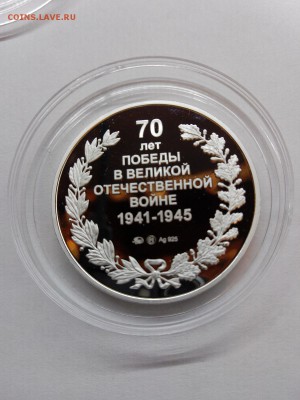 COINS.LAVE.RU
70
лет
ПОБЕДЫ
В ВЕЛИКОЙ
ОТЕЧЕСТВЕННОЙ
ВОЙНЕ
1941-1945
Ag 925